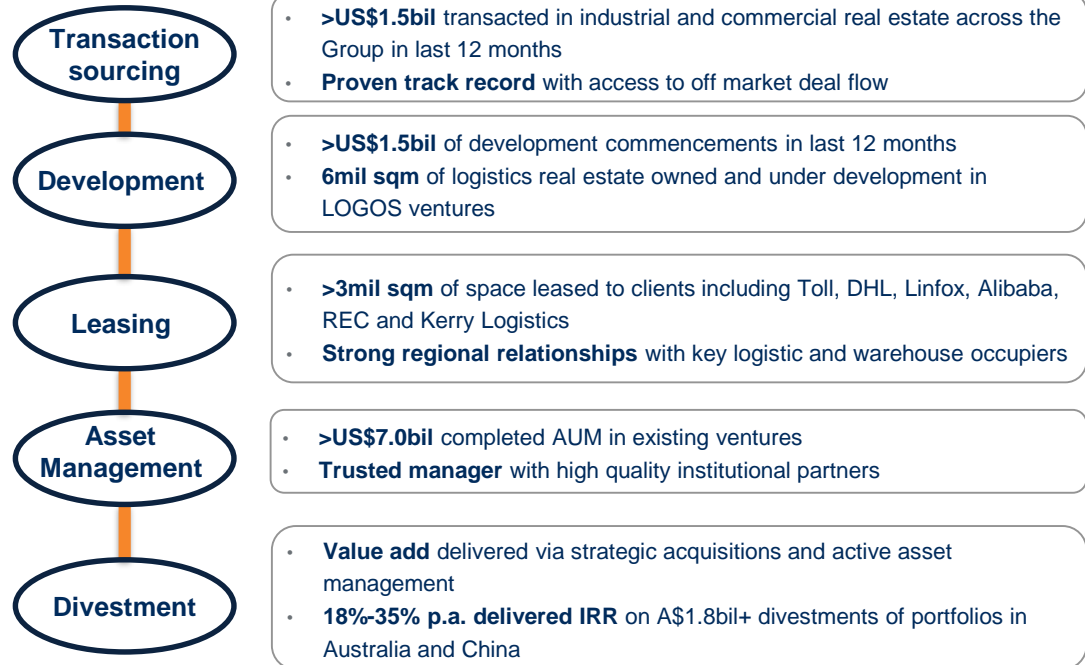 Transaction
sourcing
• >US$1.5bil transacted in industrial and commercial real estate across the
Group in last 12 months
• Proven track record with access to off market deal flow
Development
• >US$1.5bil of development commencements in last 12 months
• 6mil sqm of logistics real estate owned and under development in
LOGOS ventures
Leasing
• >3mil sqm of space leased to clients including Toll, DHL, Linfox, Alibaba,
REC and Kerry Logistics
• Strong regional relationships with key logistic and warehouse occupiers
Asset
Management
• >US$7.0bil completed AUM in existing ventures
• Trusted manager with high quality institutional partners
Divestment
• Value add delivered via strategic acquisitions and active asset
management
• 18%-35% p.a. delivered IRR on A$1.8bil+ divestments of portfolios in
Australia and China